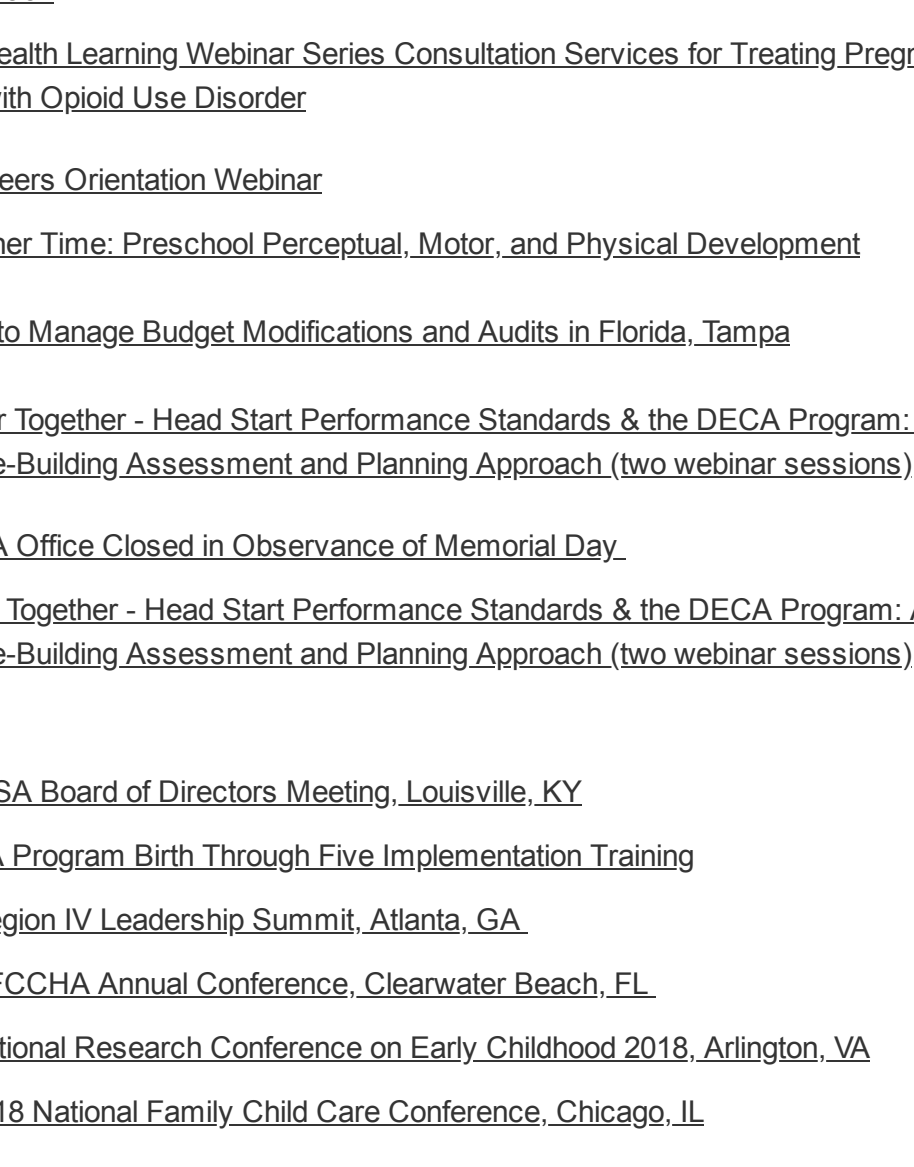 ealth Learning Webinar Series Consultation Services for Treating
with Opioid Use Disorder
eers Orientation Webinar
ner Time: Preschool Perceptual, Motor, and Physical Development
to Manage Budget Modifications and Audits in Florida, Tampa
r Together - Head Start Performance Standards & the DECA Program:
e-Building Assessment and Planning Approach (two webinar sessions)
A Office Closed in Observance of Memorial Day
Together - Head Start Performance Standards & the DECA Program: A
e-Building Assessment and Planning Approach (two webinar sessions)
SA Board of Directors Meeting, Louisville, KY
A Program Birth Through Five Implementation Training
egion IV Leadership Summit, Atlanta, GA
FCCHA Annual Conference, Clearwater Beach, FL
tional Research Conference on Early Childhood 2018, Arlington, VA
18 National Family Child Care Conference, Chicago, IL